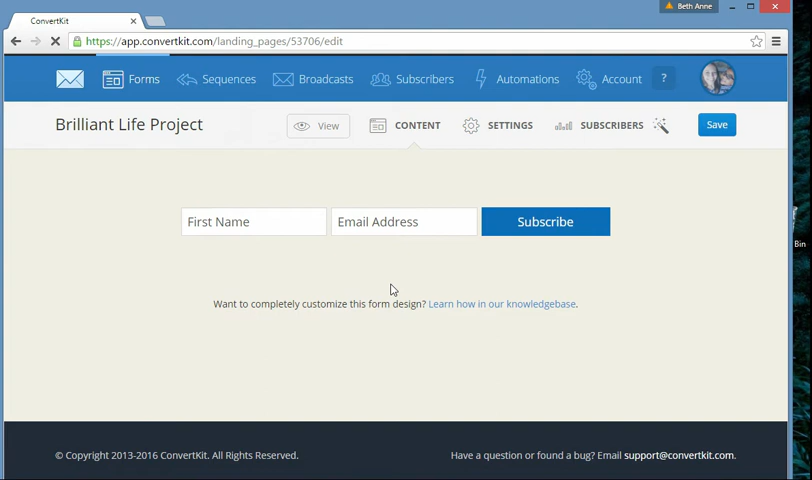 Beth Anne
ConvertKit
https://app.convertkit.com/landing_pages/53706/edit
Forms Sequences Broadcasts Subscribers Automations Account ?
Brilliant Life Project View CONTENT SETTINGS SUBSCRIBERS Save
First Name Email Address Subscribe
Bin
Want to completely customize this form design? Learn how in our knowledgebase.
© Copyright 2013-2016 ConvertKit. All Rights Reserved. Have a question or found a bug? Email support@convertkit.com.